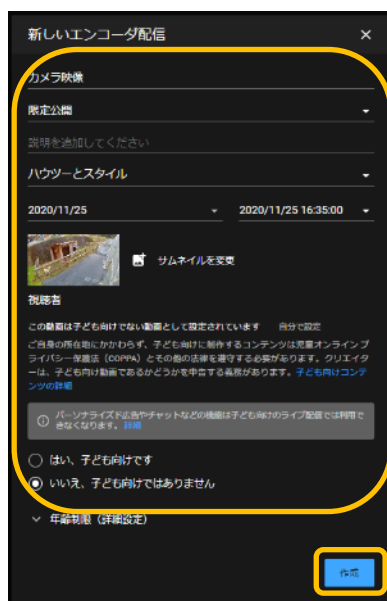 新しいエンコーダ配信
カメラ映像
限定公開
説明を追加してください
ハウツーとスタイル
2020/11/25
2020/11/25 16:35:00
サムネイルを変更
視聴者
この動画は子ども向けでない動画として設定されています 自分で設定
ご自身の所在地にかかわらず、子ども向けに制作するコンテンツは児童オンラインプ
ライバシー保護法（COPPA）とその他の法律を遵守する必要があります。クリエイタ
ーは、子ども向け動画であるかどうかを申告する義務があります。子ども向けコンテ
ンツの詳細
パーソナライズド広告やチャットなどの機能は子ども向けのライブ配信では利用で
きなくなります。詳細
はい、子ども向けです
いいえ、子ども向けではありません
年齢制限（詳細設定）
作成